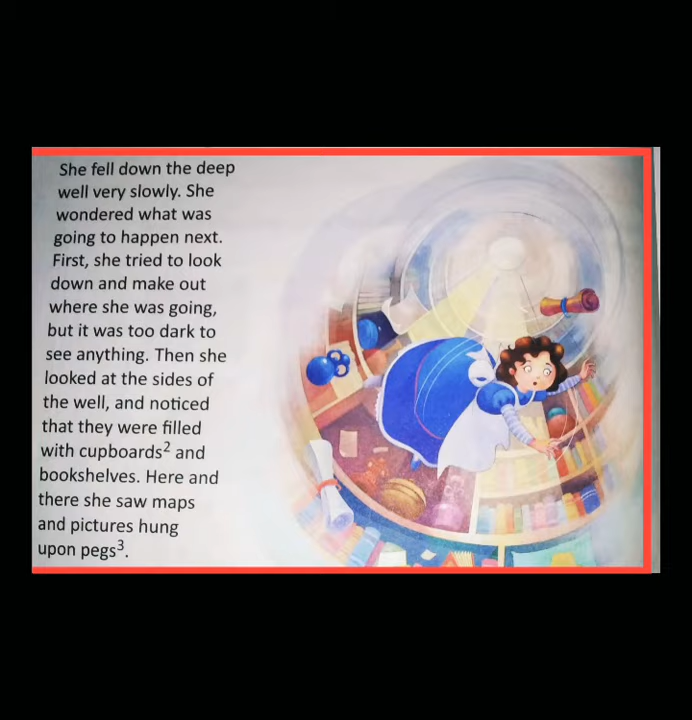 She fell down the deep
well very slowly. She
wondered what was
going to happen next.
First, she tried to look
down and make out
where she was going,
but it was too dark to
see anything. Then she
looked at the sides of
the well, and noticed
that they were filled
with cupboards² and
bookshelves. Here and
there she saw maps
and pictures hung
upon pegs³.